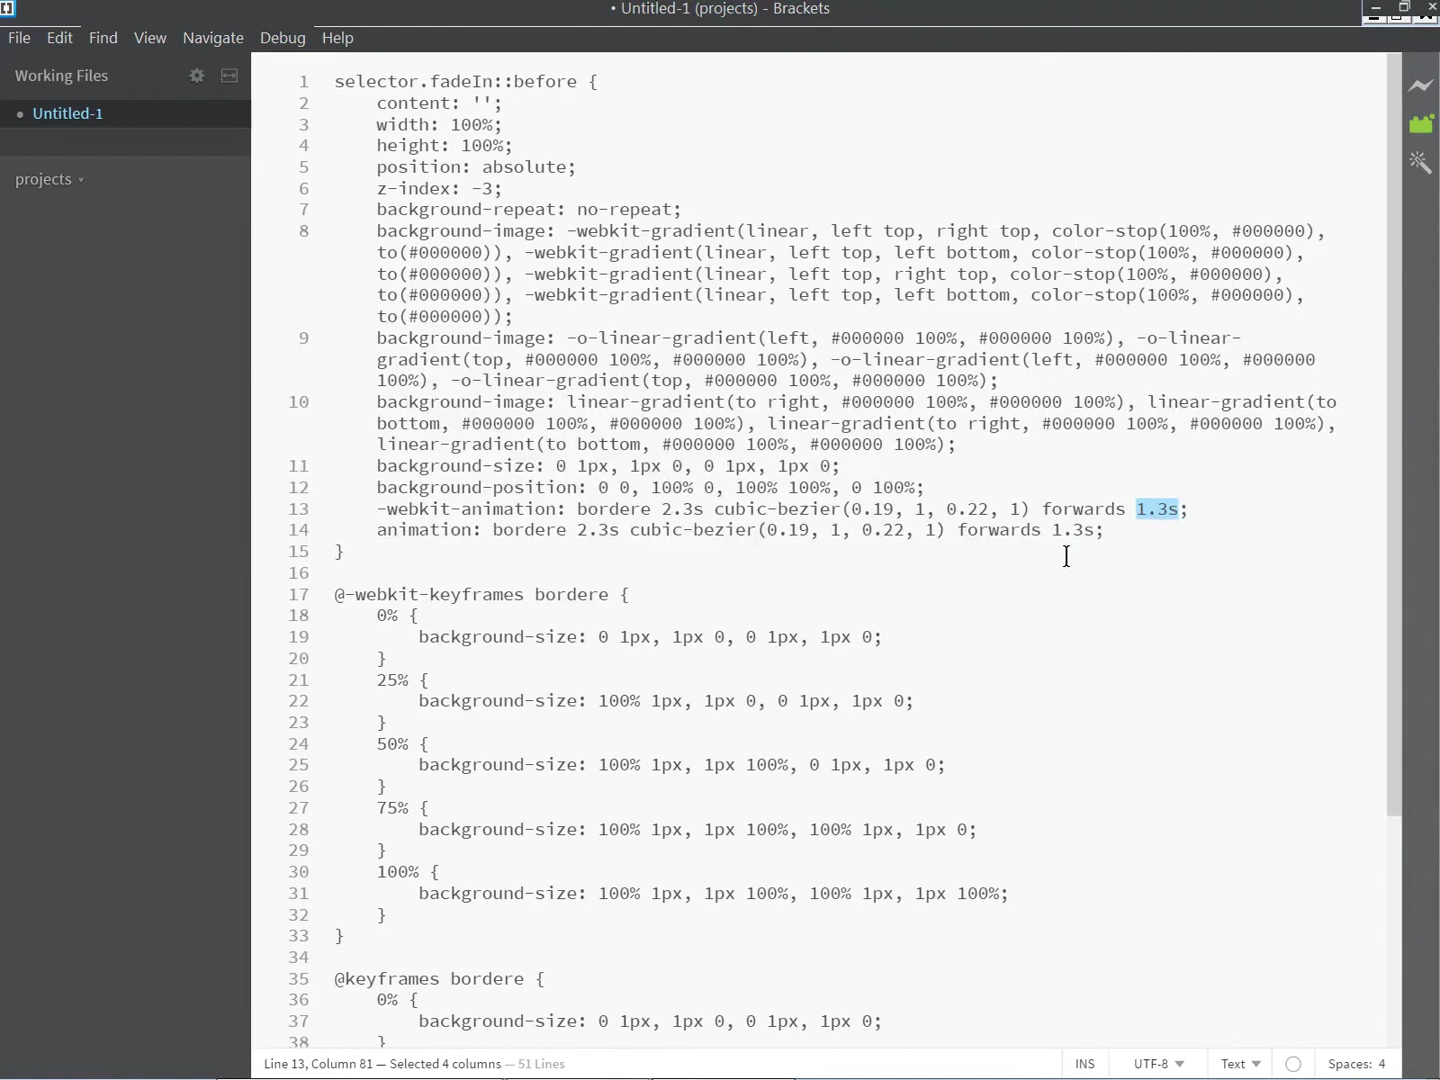 • Untitled-1 (projects) - Brackets
File Edit Find View Navigate Debug Help
Working Files
• Untitled-1
projects
1 selector.fadeIn::before {
2 content: '';
3 width: 100%;
4 height: 100%;
5 position: absolute;
6 z-index: -3;
7 background-repeat: no-repeat;
8 background-image: -webkit-gradient(linear, left top, right top, color-stop(100%, #000000),
to(#000000)), -webkit-gradient(linear, left top, left bottom, color-stop(100%, #000000),
to(#000000)), -webkit-gradient(linear, left top, right top, color-stop(100%, #000000),
to(#000000)), -webkit-gradient(linear, left top, left bottom, color-stop(100%, #000000),
to(#000000));
9 background-image: -o-linear-gradient(left, #000000 100%, #000000 100%), -o-linear-
gradient(top, #000000 100%, #000000 100%), -o-linear-gradient(left, #000000 100%, #000000
100%), -o-linear-gradient(top, #000000 100%, #000000 100%);
10 background-image: linear-gradient(to right, #000000 100%, #000000 100%), linear-gradient(to
bottom, #000000 100%, #000000 100%), linear-gradient(to right, #000000 100%, #000000 100%),
linear-gradient(to bottom, #000000 100%, #000000 100%);
11 background-size: 0 1px, 1px 0, 0 1px, 1px 0;
12 background-position: 0 0, 100% 0, 100% 100%, 0 100%;
13 -webkit-animation: bordere 2.3s cubic-bezier(0.19, 1, 0.22, 1) forwards 1.3s;
14 animation: bordere 2.3s cubic-bezier(0.19, 1, 0.22, 1) forwards 1.3s;
15 }
16
17 @-webkit-keyframes bordere {
18 0% {
19 background-size: 0 1px, 1px 0, 0 1px, 1px 0;
20 }
21 25% {
22 background-size: 100% 1px, 1px 0, 0 1px, 1px 0;
23 }
24 50% {
25 background-size: 100% 1px, 1px 100%, 0 1px, 1px 0;
26 }
27 75% {
28 background-size: 100% 1px, 1px 100%, 100% 1px, 1px 0;
29 }
30 100% {
31 background-size: 100% 1px, 1px 100%, 100% 1px, 1px 100%;
32 }
33 }
34
35 @keyframes bordere {
36 0% {
37 background-size: 0 1px, 1px 0, 0 1px, 1px 0;
38 }
Line 13, Column 81 — Selected 4 columns — 51 Lines INS UTF-8 Text Spaces: 4